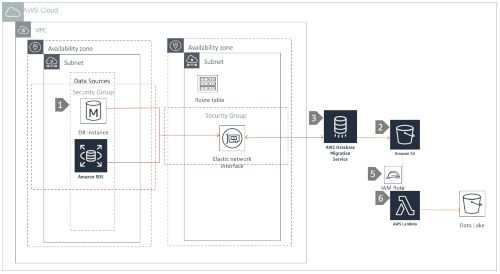 AWS Cloud
VPC
Availability zone
Subnet
Data Sources
Security Group
1
M
DB instance
Amazon RDS
Availability zone
Subnet
Route table
Security Group
Elastic network
interface
3
AWS Database
Migration
Service
2
Amazon S3
5
IAM Role
6
AWS Lambda
Data Lake